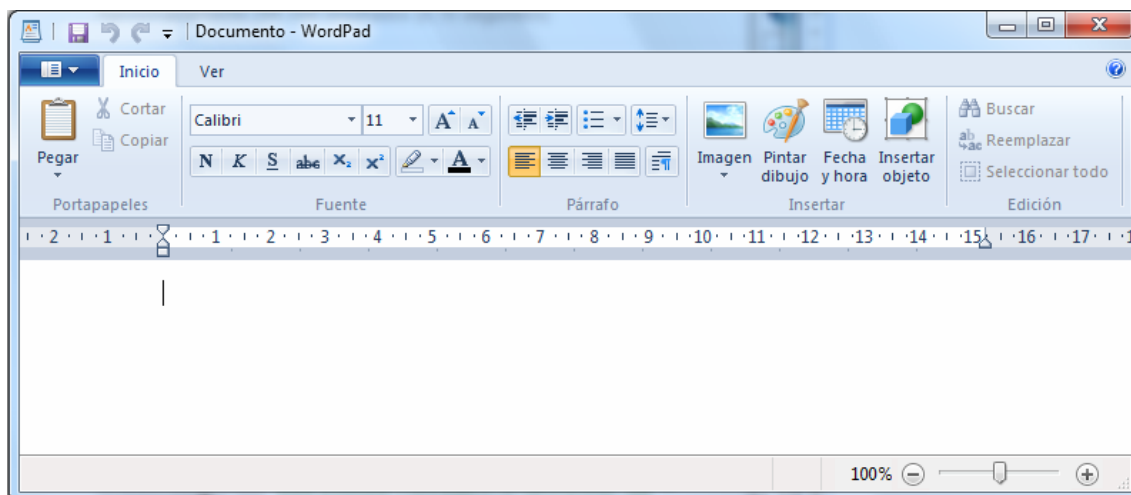 Documento - WordPad
Inicio Ver
Cortar
Copiar
Pegar
Portapapeles
Calibri 11 A A
N K S abc X₂ X² A
Fuente
Párrafo
Imagen Pintar dibujo Fecha y hora Insertar objeto
Insertar
Buscar
Reemplazar
Seleccionar todo
Edición
2 1 1 2 3 4 5 6 7 8 9 10 11 12 13 14 15 16 17
100%